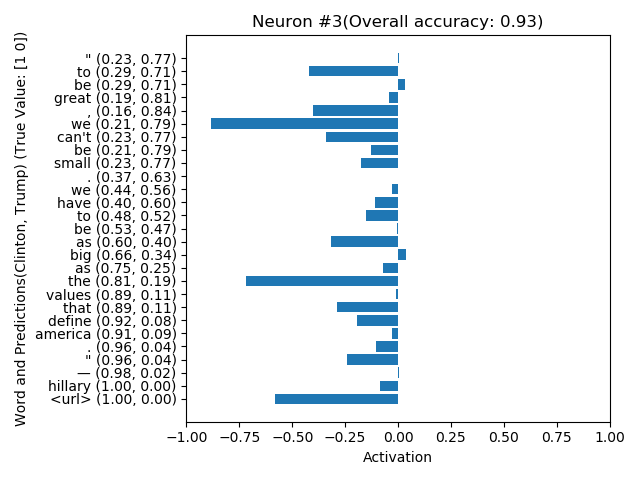 Neuron #3(Overall accuracy: 0.93)
Word and Predictions(Clinton, Trump) (True Value: [1 0])
" (0.23, 0.77)
to (0.29, 0.71)
be (0.29, 0.71)
great (0.19, 0.81)
, (0.16, 0.84)
we (0.21, 0.79)
can't (0.23, 0.77)
be (0.21, 0.79)
small (0.23, 0.77)
. (0.37, 0.63)
we (0.44, 0.56)
have (0.40, 0.60)
to (0.48, 0.52)
be (0.53, 0.47)
as (0.60, 0.40)
big (0.66, 0.34)
as (0.75, 0.25)
the (0.81, 0.19)
values (0.89, 0.11)
that (0.89, 0.11)
define (0.92, 0.08)
america (0.91, 0.09)
. (0.96, 0.04)
" (0.96, 0.04)
— (0.98, 0.02)
hillary (1.00, 0.00)
<url> (1.00, 0.00)
−1.00 −0.75 −0.50 −0.25 0.00 0.25 0.50 0.75 1.00
Activation